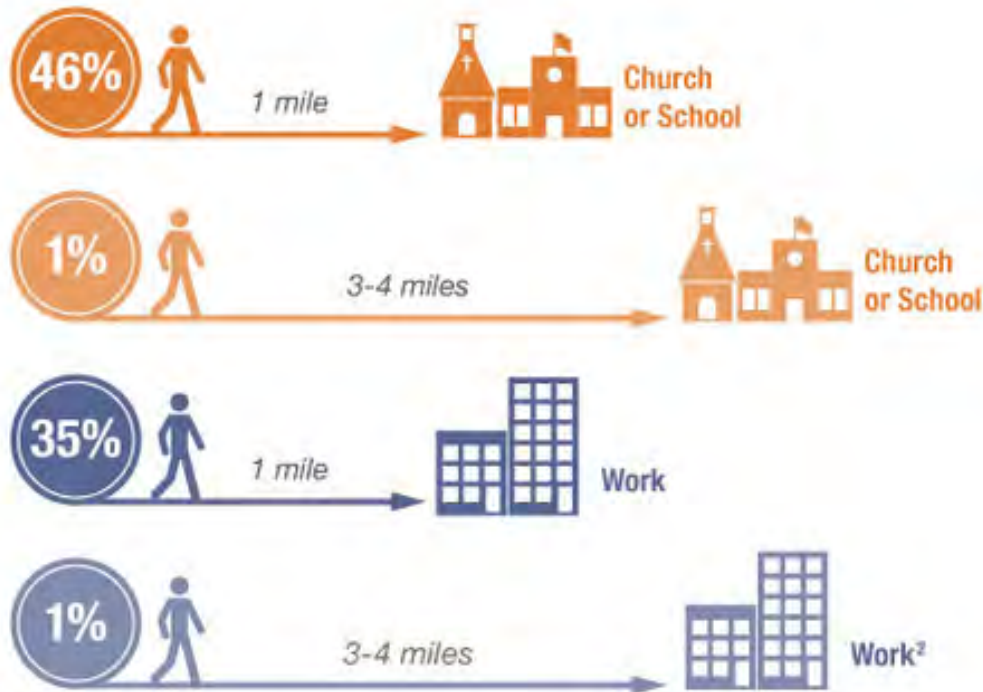 46%
1 mile
Church
or School
1%
3-4 miles
Church
or School
35%
1 mile
Work
1%
3-4 miles
Work²